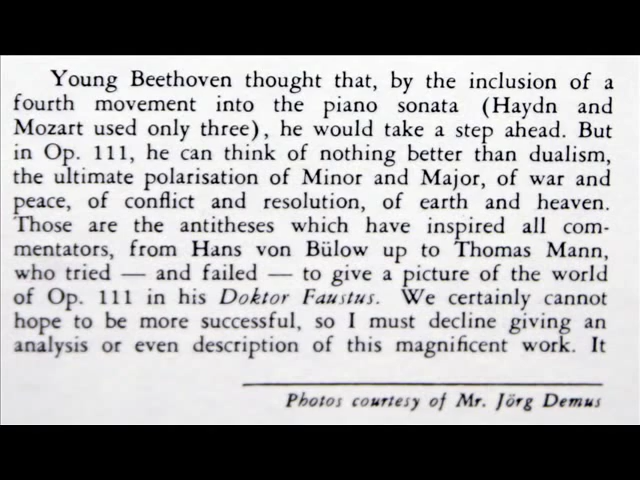 Young Beethoven thought that, by the inclusion of a
fourth movement into the piano sonata (Haydn and
Mozart used only three), he would take a step ahead. But
in Op. 111, he can think of nothing better than dualism,
the ultimate polarisation of Minor and Major, of war and
peace, of conflict and resolution, of earth and heaven.
Those are the antitheses which have inspired all com-
mentators, from Hans von Bülow up to Thomas Mann,
who tried — and failed — to give a picture of the world
of Op. 111 in his Doktor Faustus. We certainly cannot
hope to be more successful, so I must decline giving an
analysis or even description of this magnificent work. It
Photos courtesy of Mr. Jörg Demus